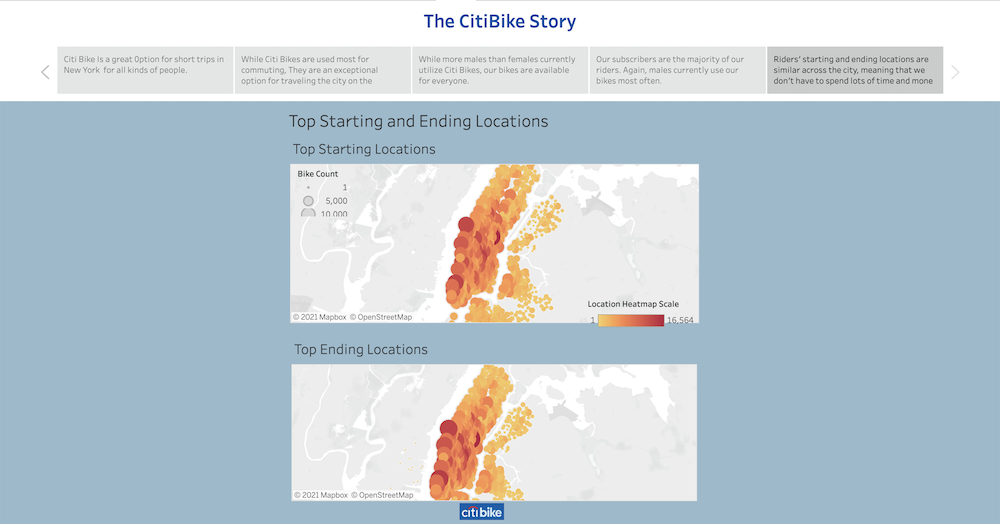 The CitiBike Story
Citi Bike Is a great Option for short trips in
New York for all kinds of people.
While Citi Bikes are used most for
commuting, They are an exceptional
option for traveling the city on the
While more males than females currently
utilize Citi Bikes, our bikes are available
for everyone.
Our subscribers are the majority of our
riders. Again, males currently use our
bikes most often.
Riders' starting and ending locations are
similar across the city, meaning that we
don't have to spend lots of time and mone
Top Starting and Ending Locations
Top Starting Locations
Bike Count
1
5,000
10,000
Location Heatmap Scale
1 16,564
© 2021 Mapbox © OpenStreetMap
Top Ending Locations
© 2021 Mapbox © OpenStreetMap
citi bike